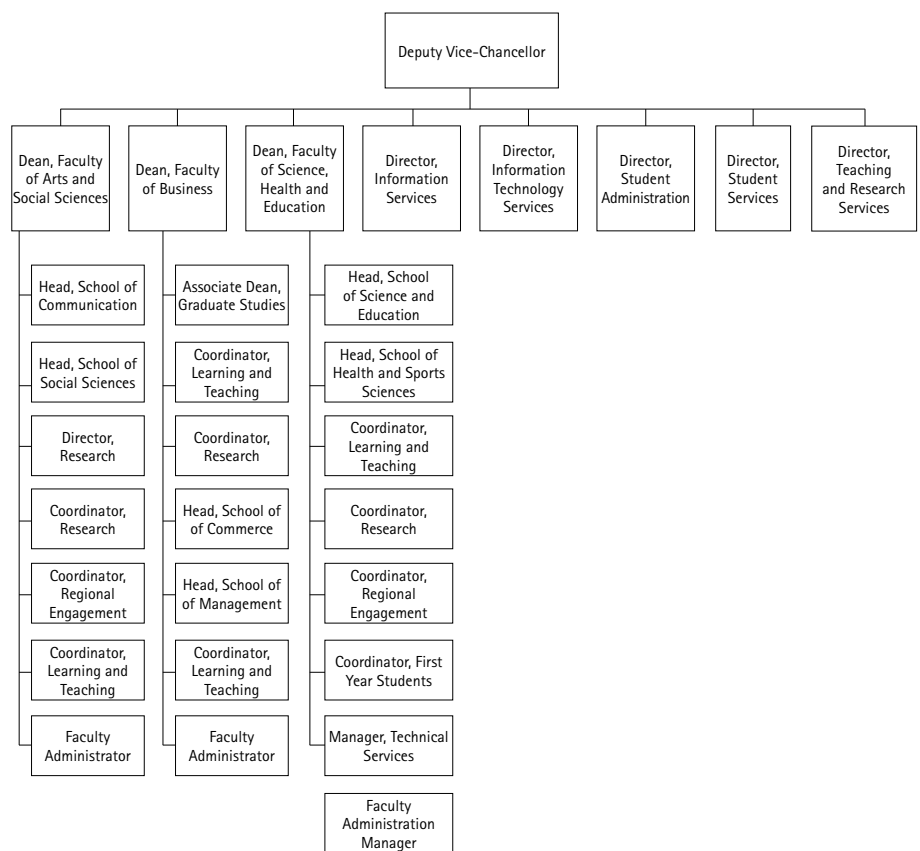 Deputy Vice-Chancellor
Dean, Faculty
of Arts and
Social Sciences
Dean, Faculty
of Business
Dean, Faculty
of Science,
Health and
Education
Director,
Information
Services
Director,
Information
Technology
Services
Director,
Student
Administration
Director,
Student
Services
Director,
Teaching
and Research
Services
Head, School of
Communication
Head, School of
Social Sciences
Director,
Research
Coordinator,
Research
Coordinator,
Regional
Engagement
Coordinator,
Learning and
Teaching
Faculty
Administrator
Associate Dean,
Graduate Studies
Coordinator,
Learning and
Teaching
Coordinator,
Research
Head, School of
of Commerce
Head, School of
of Management
Coordinator,
Learning and
Teaching
Faculty
Administrator
Head, School
of Science and
Education
Head, School of
Health and Sports
Sciences
Coordinator,
Learning and
Teaching
Coordinator,
Research
Coordinator,
Regional
Engagement
Coordinator, First
Year Students
Manager, Technical
Services
Faculty
Administration
Manager